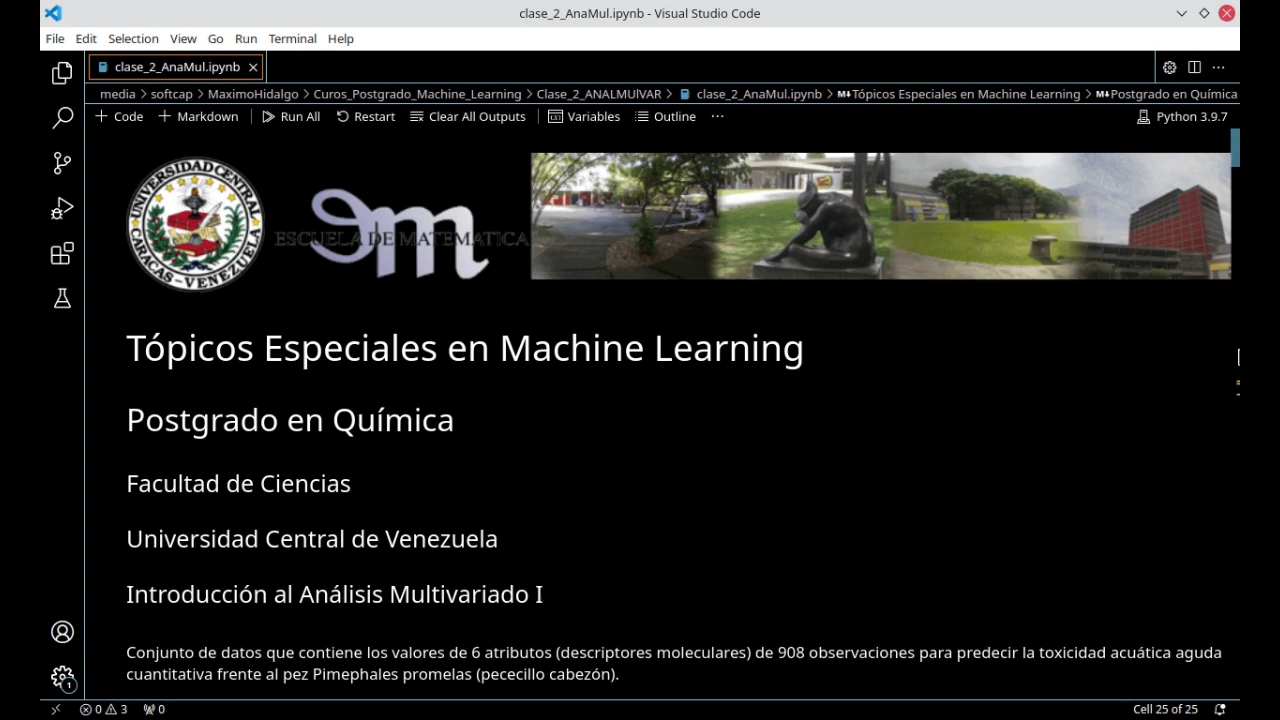 clase_2_AnaMul.ipynb - Visual Studio Code
File Edit Selection View Go Run Terminal Help
clase_2_AnaMul.ipynb
media > softcap > MaximoHidalgo > Curos_Postgrado_Machine_Learning > Clase_2_ANALMUlVAR > clase_2_AnaMul.ipynb > M↓Tópicos Especiales en Machine Learning > M↓Postgrado en Química
+ Code + Markdown Run All Restart Clear All Outputs Variables Outline ··· Python 3.9.7
UNIVERSIDAD CENTRAL
CARACAS - VENEZUELA
m
ESCUELA DE MATEMATICA
Tópicos Especiales en Machine Learning
Postgrado en Química
Facultad de Ciencias
Universidad Central de Venezuela
Introducción al Análisis Multivariado I
Conjunto de datos que contiene los valores de 6 atributos (descriptores moleculares) de 908 observaciones para predecir la toxicidad acuática aguda
cuantitativa frente al pez Pimephales promelas (pececillo cabezón).
1
0 3 0 Cell 25 of 25